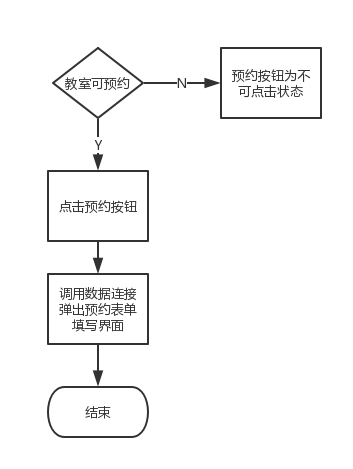 教室可预约
N
预约按钮为不
可点击状态
Y
点击预约按钮
调用数据连接
弹出预约表单
填写界面
结束